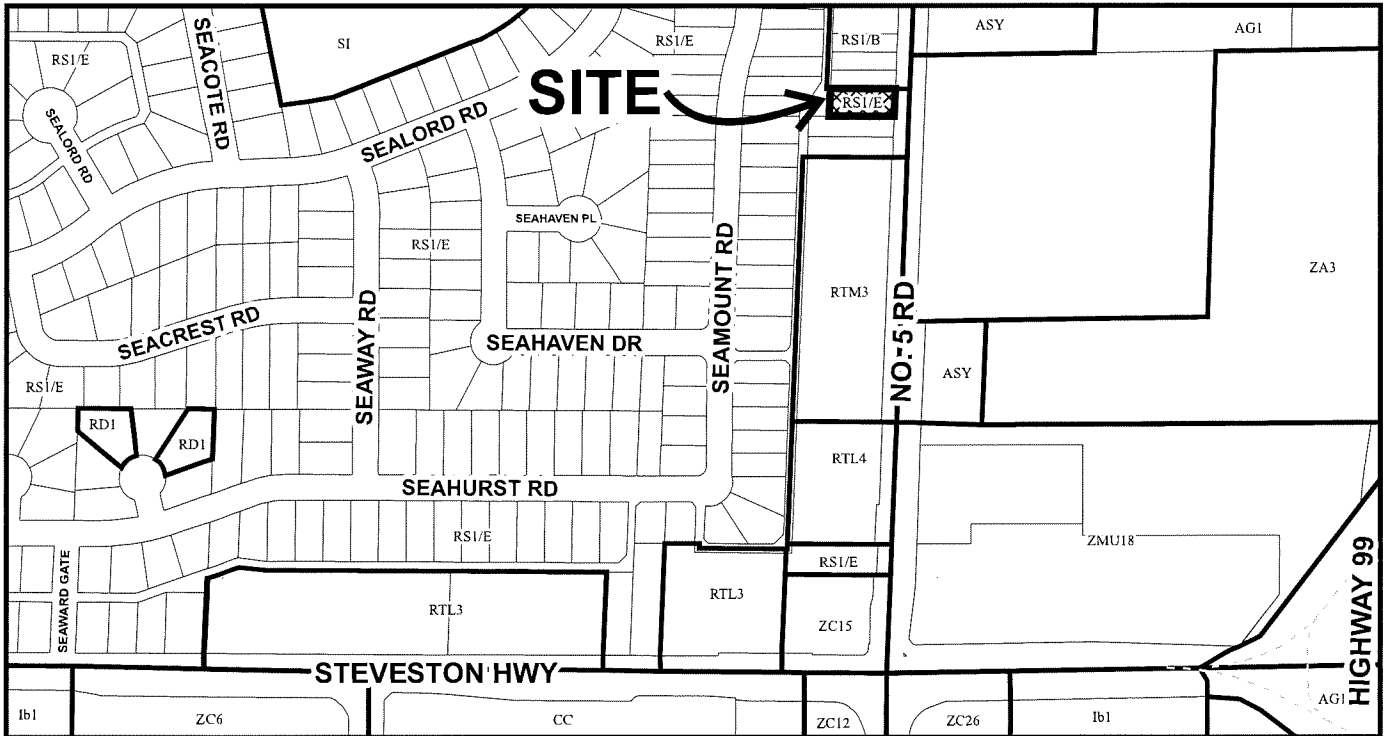 SEACOTE RD
SI
RS1/E
RS1/B
ASY
AG1
RS1/E
SITE
RS1/E
SEALORD RD
SEALORD RD
SEAHAVEN PL
RS1/E
SEAMOUNT RD
RTM3
NO. 5 RD
ZA3
SEACREST RD
SEAWAY RD
SEAHAVEN DR
ASY
RS1/E
RD1
RD1
RTL4
SEAHURST RD
RS1/E
ZMU18
RS1/E
HIGHWAY 99
SEAWARD GATE
RTL3
RTL3
ZC15
STEVESTON HWY
Ib1
ZC6
CC
ZC12
ZC26
Ib1
AG1